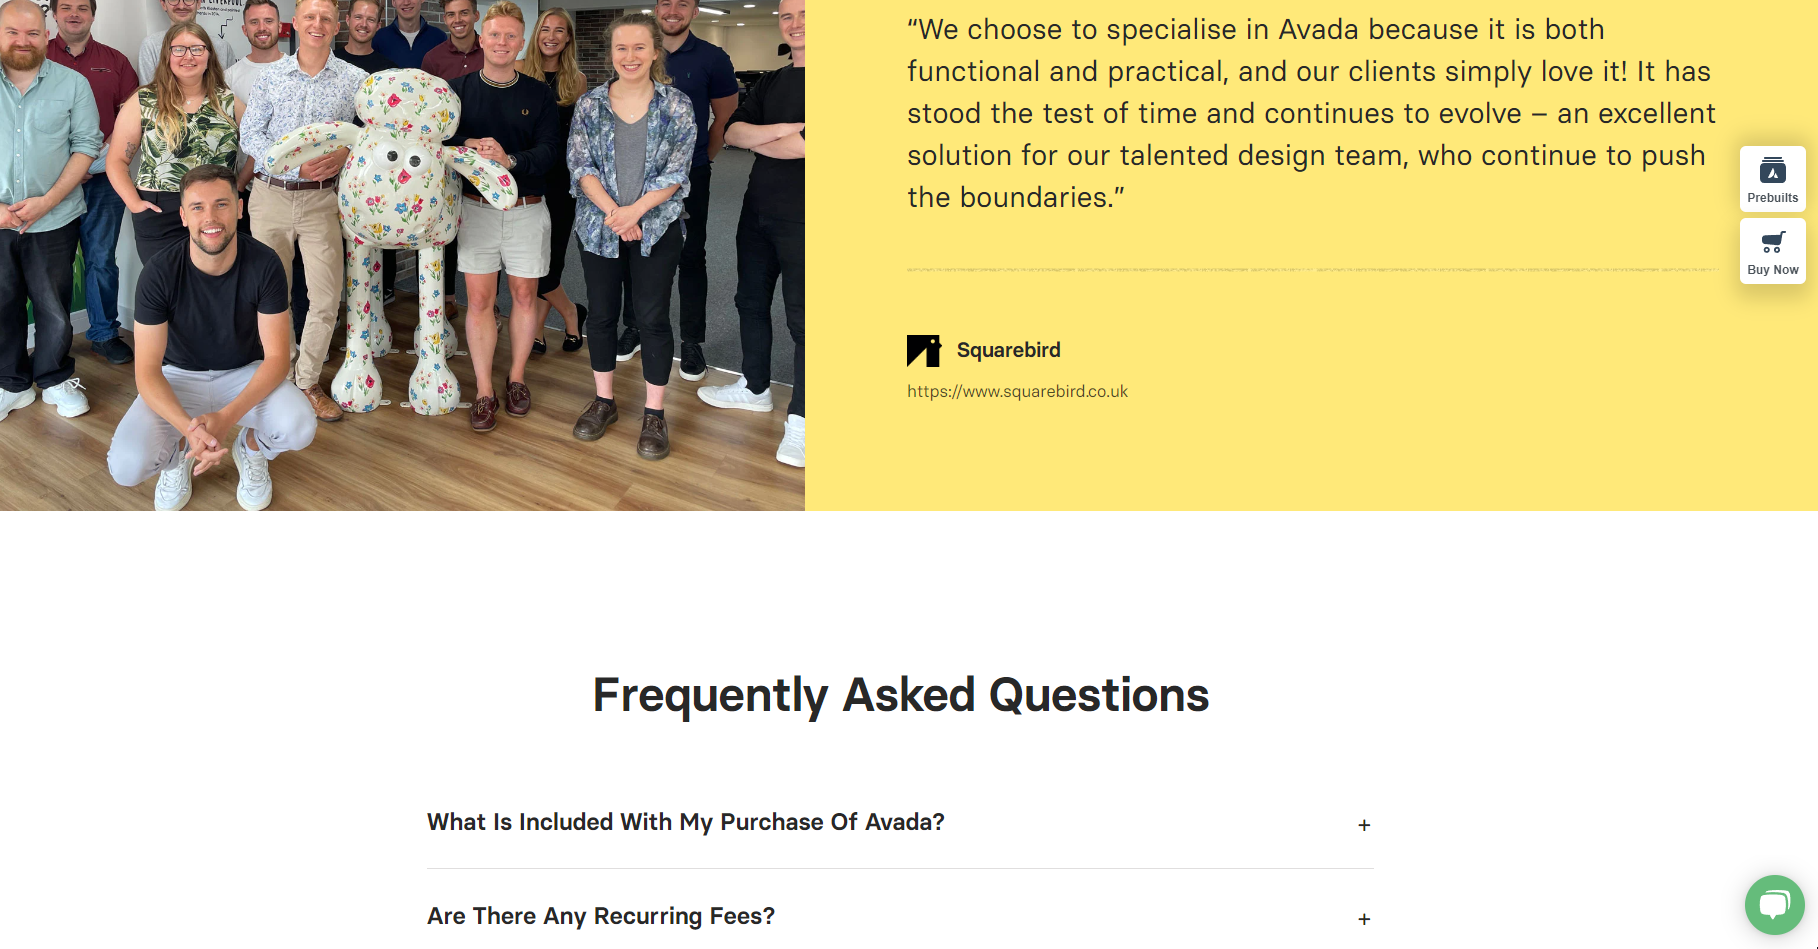 “We choose to specialise in Avada because it is both
functional and practical, and our clients simply love it! It has
stood the test of time and continues to evolve – an excellent
solution for our talented design team, who continue to push
the boundaries.”
Prebuilts
Buy Now
Squarebird
https://www.squarebird.co.uk
Frequently Asked Questions
What Is Included With My Purchase Of Avada?
+
Are There Any Recurring Fees?
+